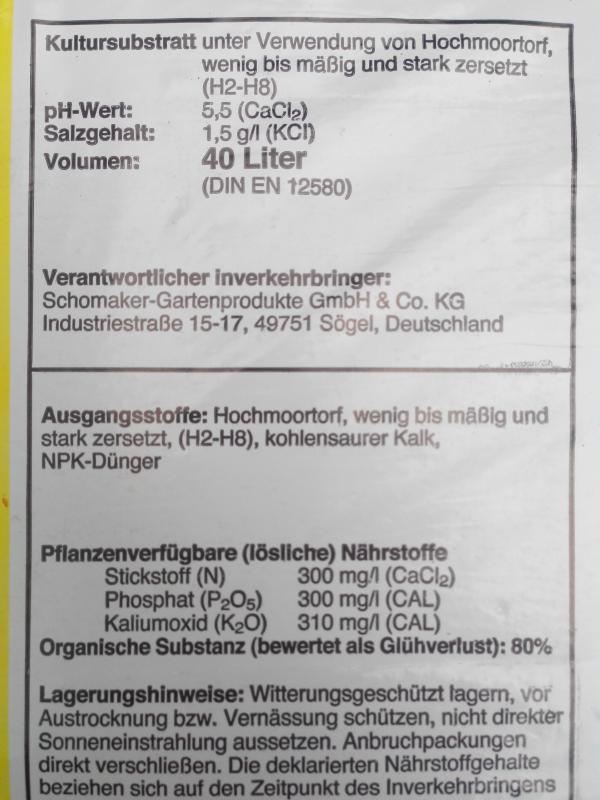 Kultursubstratt unter Verwendung von Hochmoortorf,
wenig bis mäßig und stark zersetzt
(H2-H8)
pH-Wert: 5,5 (CaCl₂)
Salzgehalt: 1,5 g/l (KCl)
Volumen: 40 Liter
(DIN EN 12580)
Verantwortlicher inverkehrbringer:
Schomaker-Gartenprodukte GmbH & Co. KG
Industriestraße 15-17, 49751 Sögel, Deutschland
Ausgangsstoffe: Hochmoortorf, wenig bis mäßig und
stark zersetzt, (H2-H8), kohlensaurer Kalk,
NPK-Dünger
Pflanzenverfügbare (lösliche) Nährstoffe
Stickstoff (N) 300 mg/l (CaCl₂)
Phosphat (P₂O₅) 300 mg/l (CAL)
Kaliumoxid (K₂O) 310 mg/l (CAL)
Organische Substanz (bewertet als Glühverlust): 80%
Lagerungshinweise: Witterungsgeschützt lagern, vor
Austrocknung bzw. Vernässung schützen, nicht direkter
Sonneneinstrahlung aussetzen. Anbruchpackungen
direkt verschließen. Die deklarierten Nährstoffgehalte
beziehen sich auf den Zeitpunkt des Inverkehrbringens